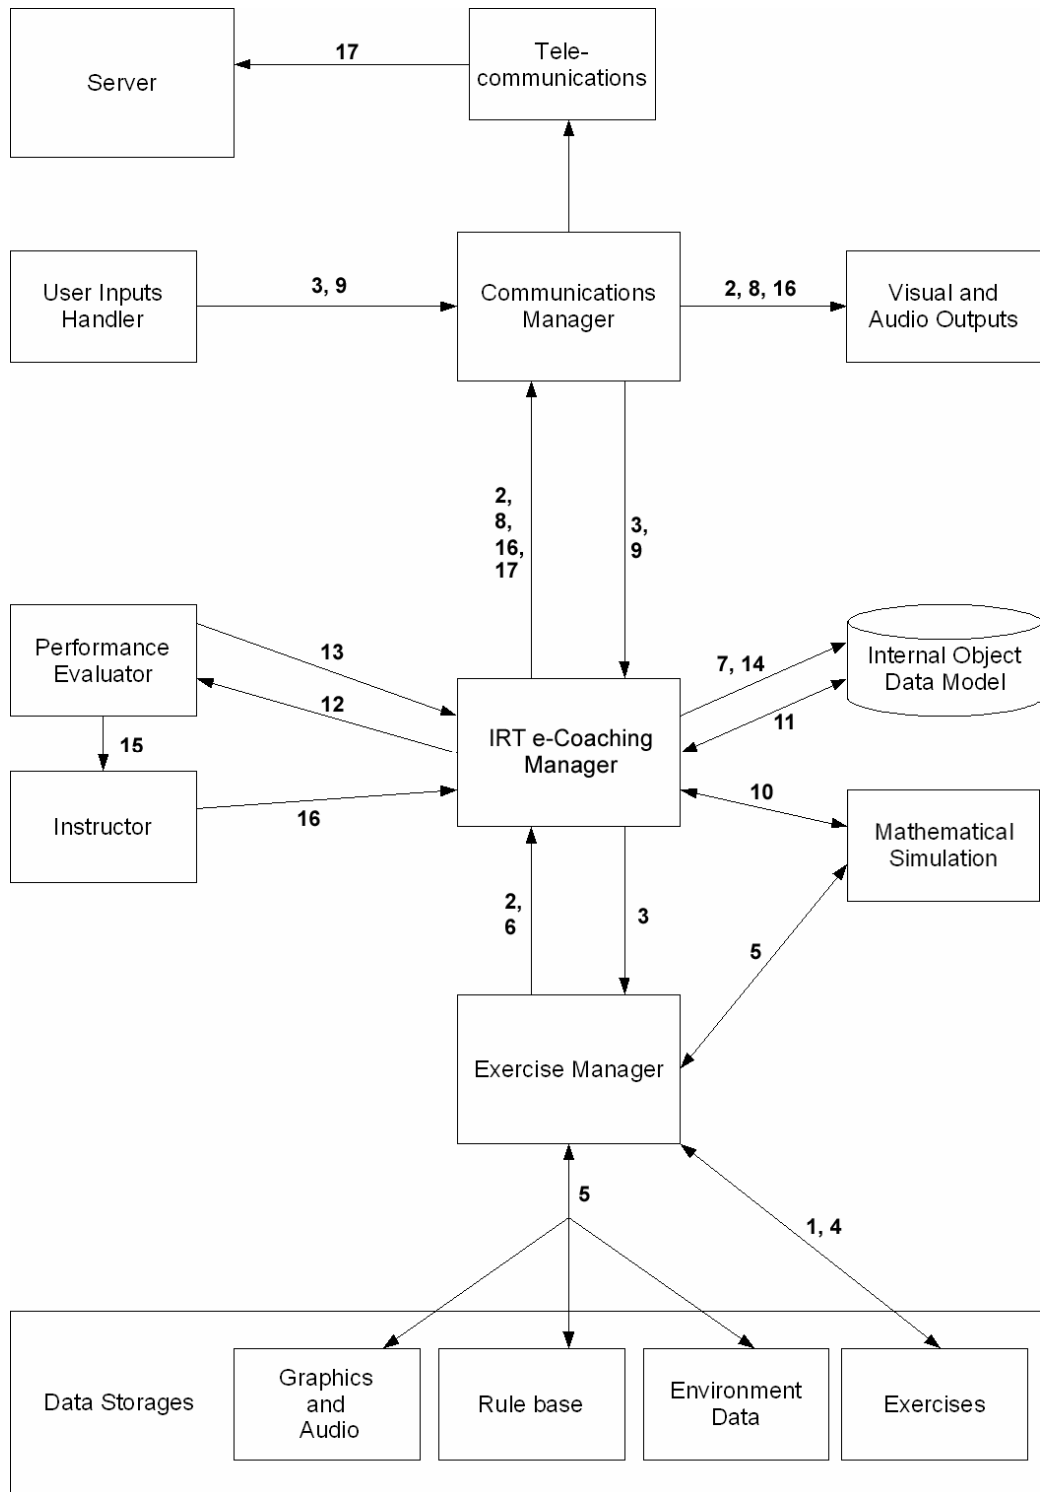 Server
17
Tele-
communications
User Inputs
Handler
3, 9
Communications
Manager
2, 8, 16
Visual and
Audio Outputs
2,
8,
16,
17
3,
9
Performance
Evaluator
13
12
15
Instructor
16
IRT e-Coaching
Manager
7, 14
11
Internal Object
Data Model
10
Mathematical
Simulation
2,
6
3
5
Exercise Manager
5
1, 4
Data Storages
Graphics
and
Audio
Rule base
Environment
Data
Exercises